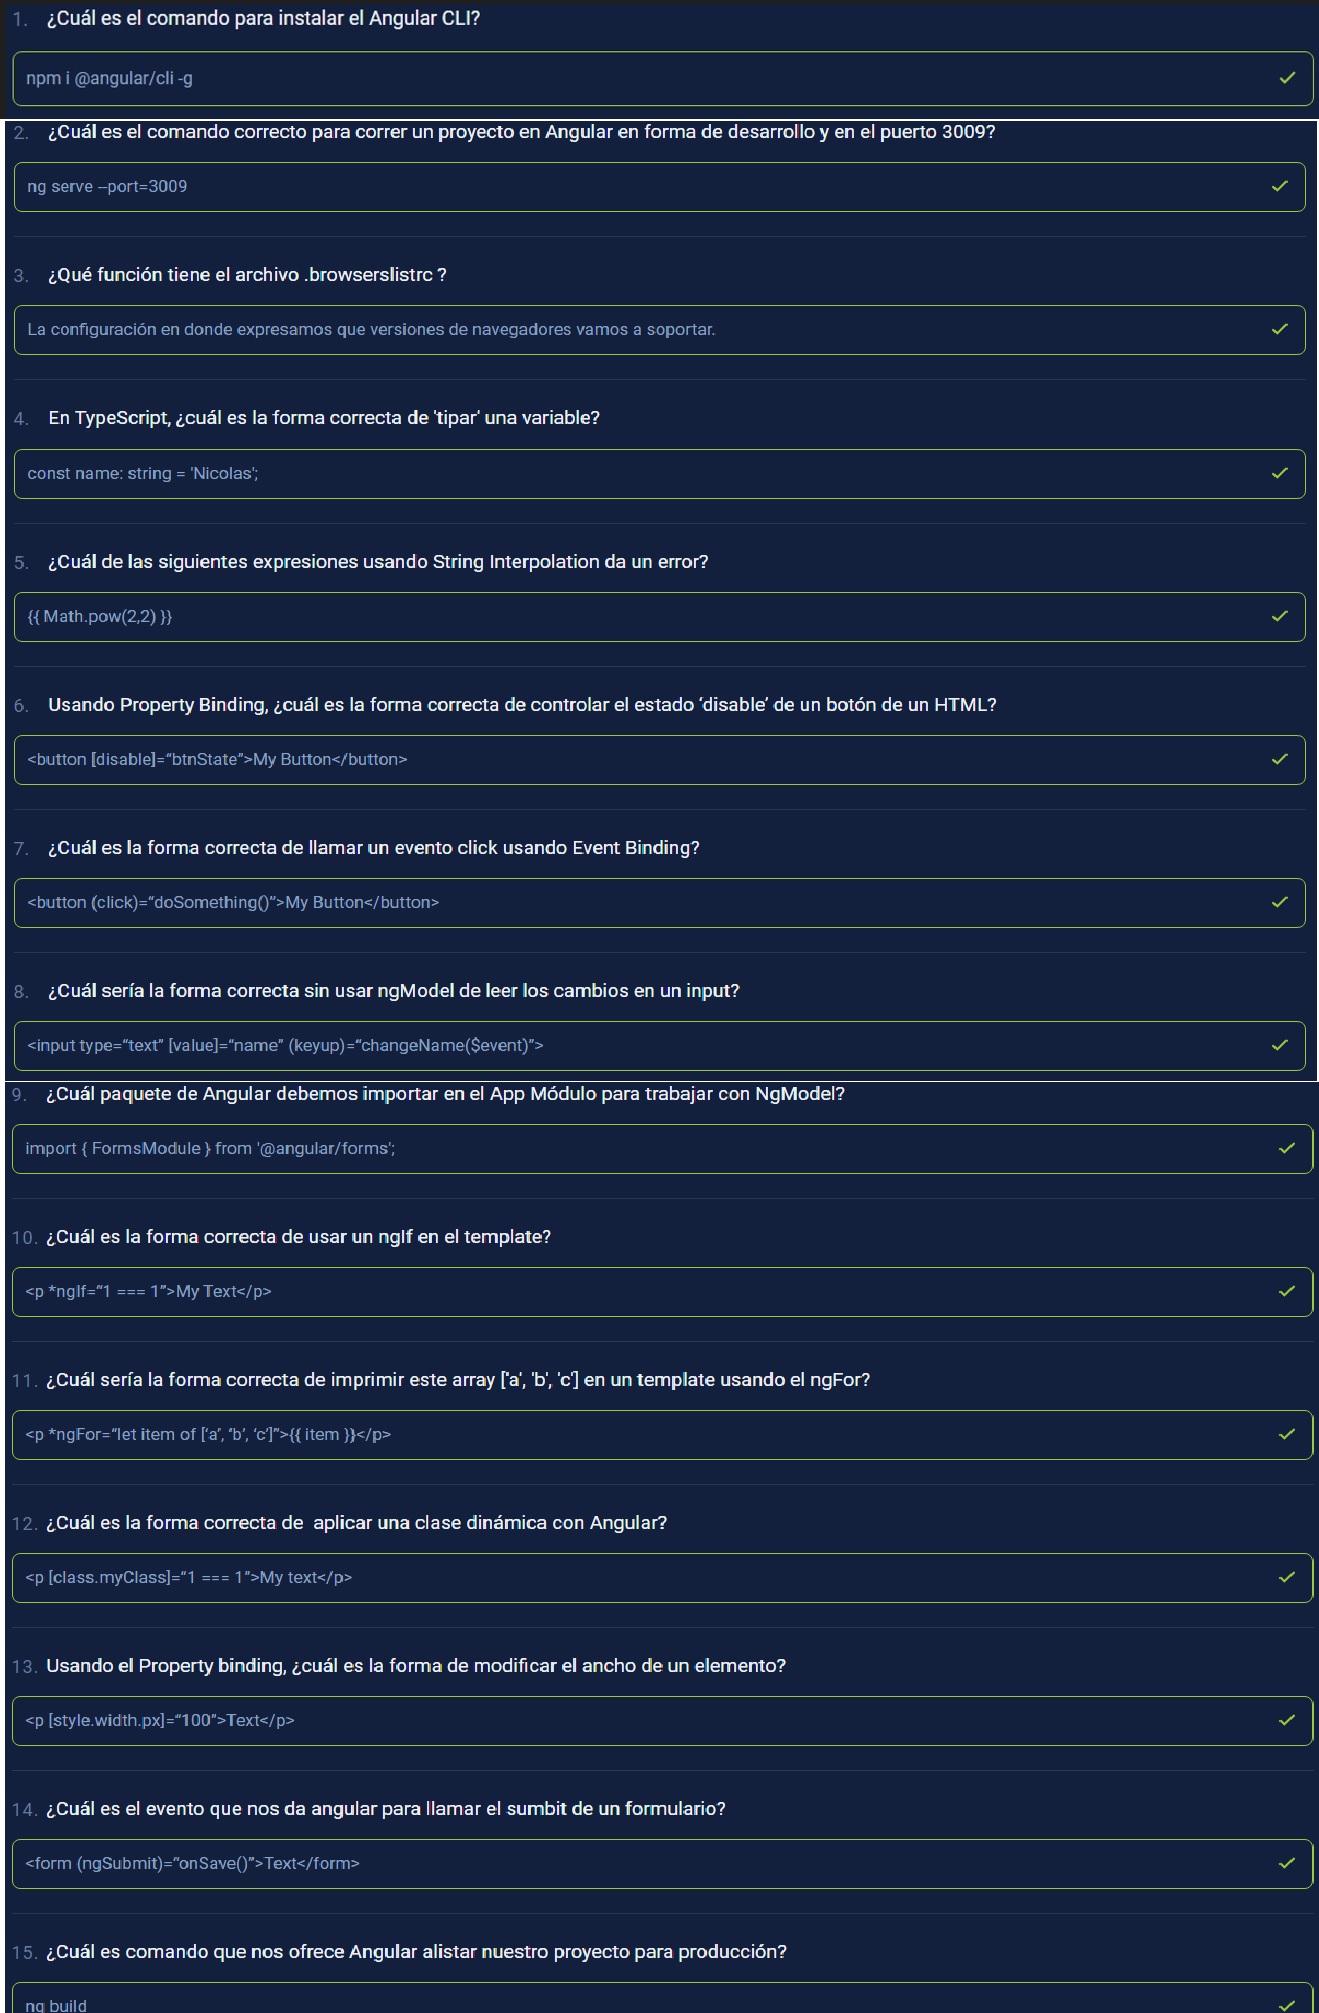 1. ¿Cuál es el comando para instalar el Angular CLI?
npm i @angular/cli -g
2. ¿Cuál es el comando correcto para correr un proyecto en Angular en forma de desarrollo y en el puerto 3009?
ng serve –port=3009
3. ¿Qué función tiene el archivo .browserslistrc ?
La configuración en donde expresamos que versiones de navegadores vamos a soportar.
4. En TypeScript, ¿cuál es la forma correcta de 'tipar' una variable?
const name: string = 'Nicolas';
5. ¿Cuál de las siguientes expresiones usando String Interpolation da un error?
{{ Math.pow(2,2) }}
6. Usando Property Binding, ¿cuál es la forma correcta de controlar el estado ‘disable’ de un botón de un HTML?
<button [disable]=“btnState”>My Button</button>
7. ¿Cuál es la forma correcta de llamar un evento click usando Event Binding?
<button (click)=“doSomething()”>My Button</button>
8. ¿Cuál sería la forma correcta sin usar ngModel de leer los cambios en un input?
<input type=“text” [value]=“name” (keyup)=“changeName($event)”>
9. ¿Cuál paquete de Angular debemos importar en el App Módulo para trabajar con NgModel?
import { FormsModule } from '@angular/forms';
10. ¿Cuál es la forma correcta de usar un ngIf en el template?
<p *ngIf=“1 === 1”>My Text</p>
11. ¿Cuál sería la forma correcta de imprimir este array ['a', 'b', 'c'] en un template usando el ngFor?
<p *ngFor=“let item of [‘a’, ‘b’, ‘c’]”>{{ item }}</p>
12. ¿Cuál es la forma correcta de  aplicar una clase dinámica con Angular?
<p [class.myClass]=“1 === 1”>My text</p>
13. Usando el Property binding, ¿cuál es la forma de modificar el ancho de un elemento?
<p [style.width.px]=“100”>Text</p>
14. ¿Cuál es el evento que nos da angular para llamar el sumbit de un formulario?
<form (ngSubmit)=“onSave()”>Text</form>
15. ¿Cuál es comando que nos ofrece Angular alistar nuestro proyecto para producción?
ng build